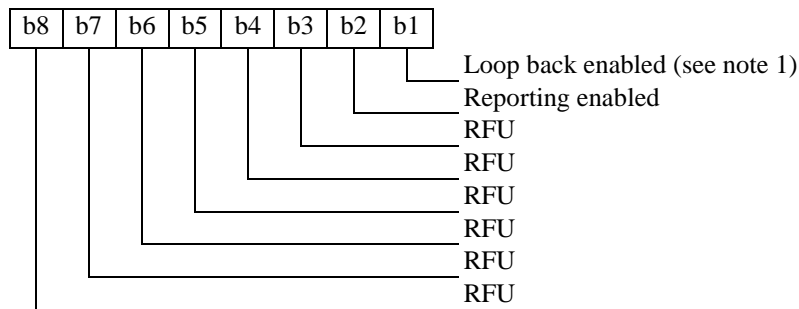 b8 b7 b6 b5 b4 b3 b2 b1
Loop back enabled (see note 1)
Reporting enabled
RFU
RFU
RFU
RFU
RFU
RFU